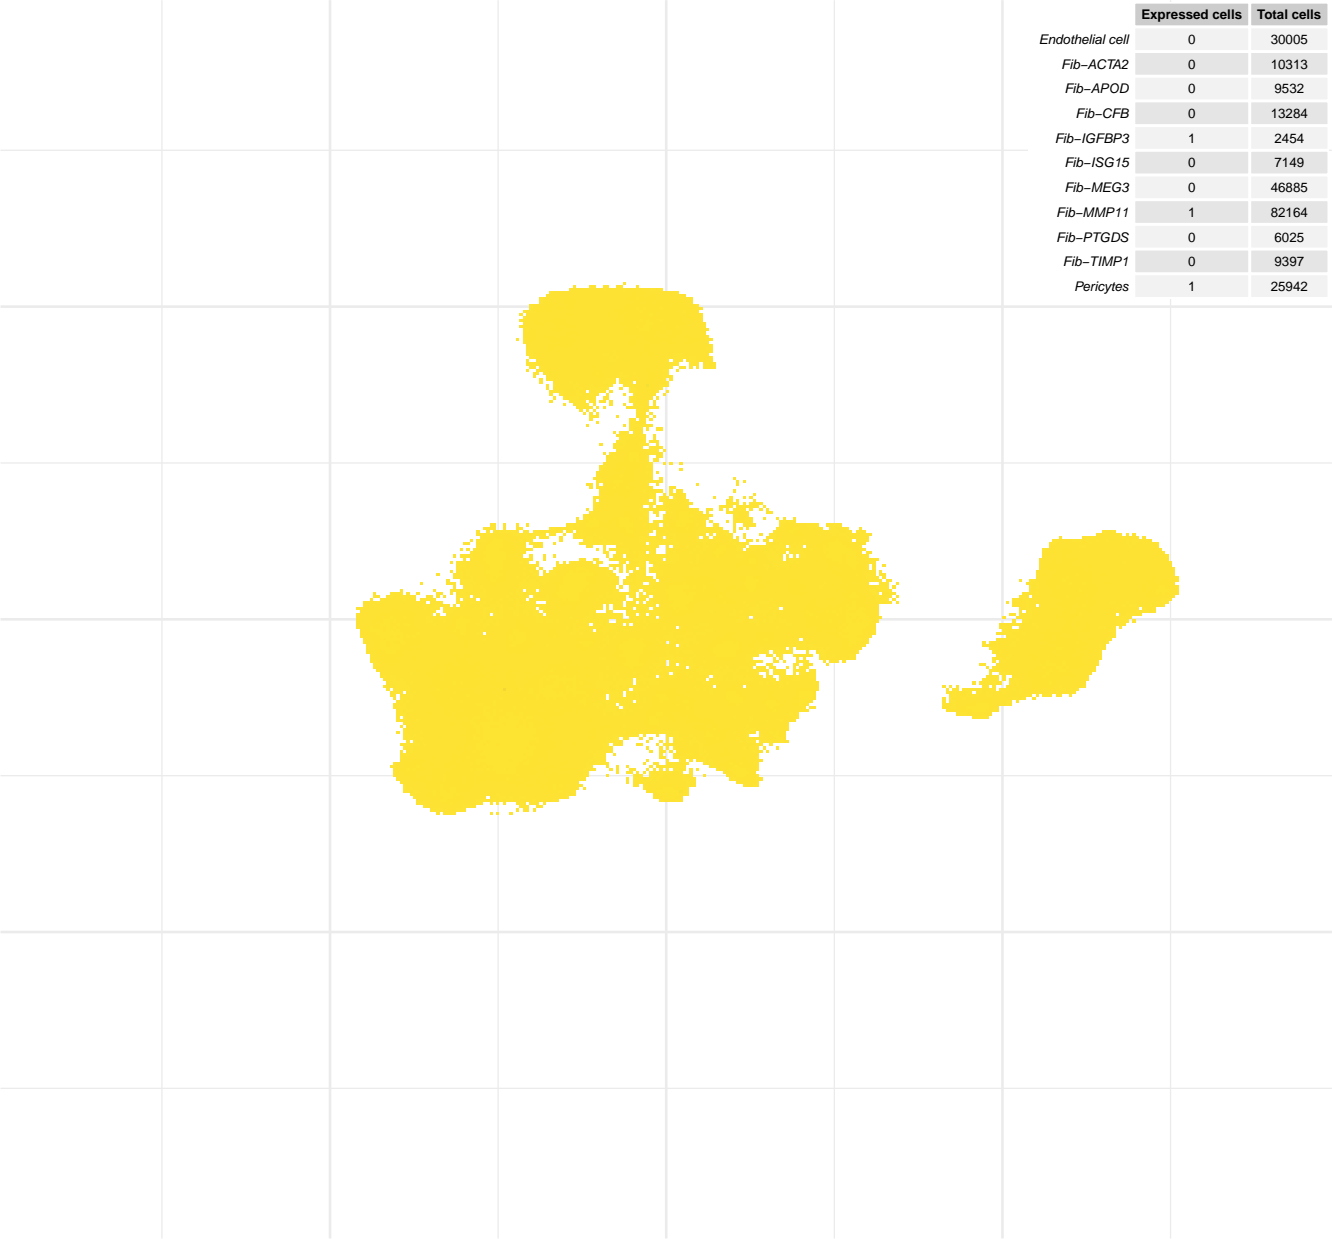 Expressed cells Total cells
Endothelial cell 0 30005
Fib−ACTA2 0 10313
Fib−APOD 0 9532
Fib−CFB 0 13284
Fib−IGFBP3 1 2454
Fib−ISG15 0 7149
Fib−MEG3 0 46885
Fib−MMP11 1 82164
Fib−PTGDS 0 6025
Fib−TIMP1 0 9397
Pericytes 1 25942